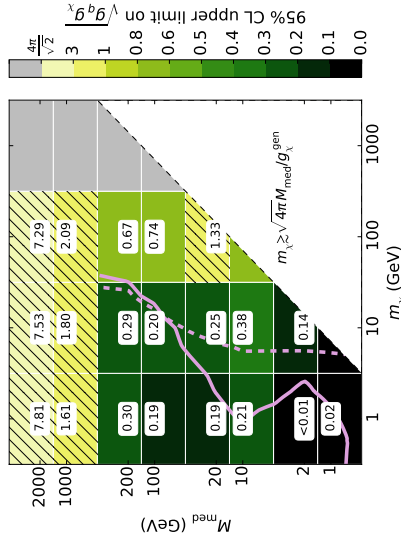 M_med (GeV)
2000
1000
200
100
20
10
2
1
7.81 7.53 7.29
1.61 1.80 2.09
0.30 0.29 0.67
0.19 0.20 0.74
0.19 0.25 1.33
0.21 0.38
<0.01 0.14
0.02
m_χ ≳ √4π M_med/g_χ^gen
1 10 100 1000
(GeV)
4π/√2
3
1
0.8
0.6
0.5
0.4
0.3
0.2
0.1
0.0
95% CL upper limit on √g_q g_χ